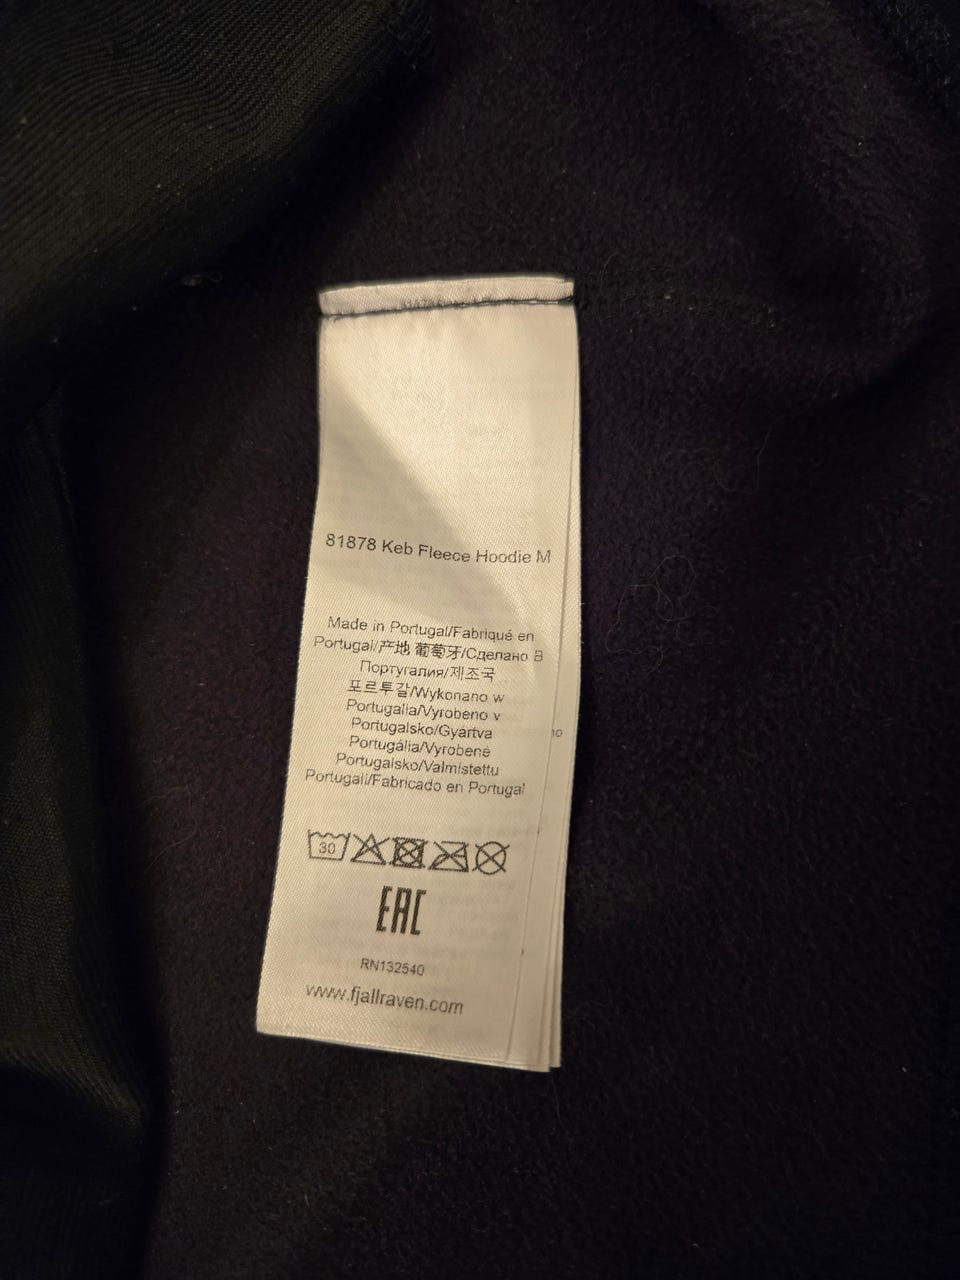 81878 Keb Fleece Hoodie M
Made in Portugal/Fabriqué en
Portugal/产地 葡萄牙/Сделано В
Португалия/제조국
포르투갈/Wykonano w
Portugalia/Vyrobeno v
Portugalsko/Gyártva
Portugália/Vyrobené
Portugalsko/Valmistettu
Portugali/Fabricado en Portugal
30
EAC
RN132540
www.fjallraven.com